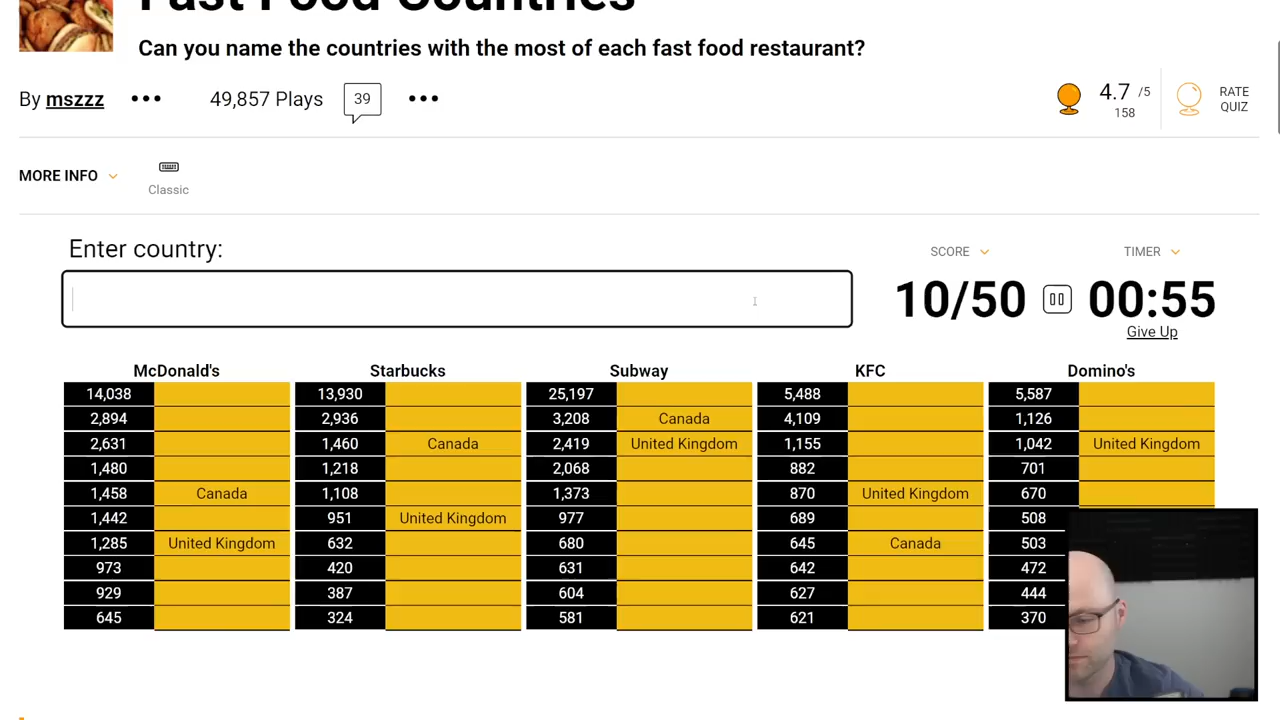 Fast Food Countries
Can you name the countries with the most of each fast food restaurant?
By mszzz ••• 49,857 Plays 39 •••
4.7 /5
158
RATE
QUIZ
MORE INFO
Classic
Enter country:
SCORE
TIMER
10/50 00:55
Give Up
McDonald's Starbucks Subway KFC Domino's
14,038 13,930 25,197 5,488 5,587
2,894 2,936 3,208 Canada 4,109 1,126
2,631 1,460 Canada 2,419 United Kingdom 1,155 1,042 United Kingdom
1,480 1,218 2,068 882 701
1,458 Canada 1,108 1,373 870 United Kingdom 670
1,442 951 United Kingdom 977 689 508
1,285 United Kingdom 632 680 645 Canada 503
973 420 631 642 472
929 387 604 627 444
645 324 581 621 370